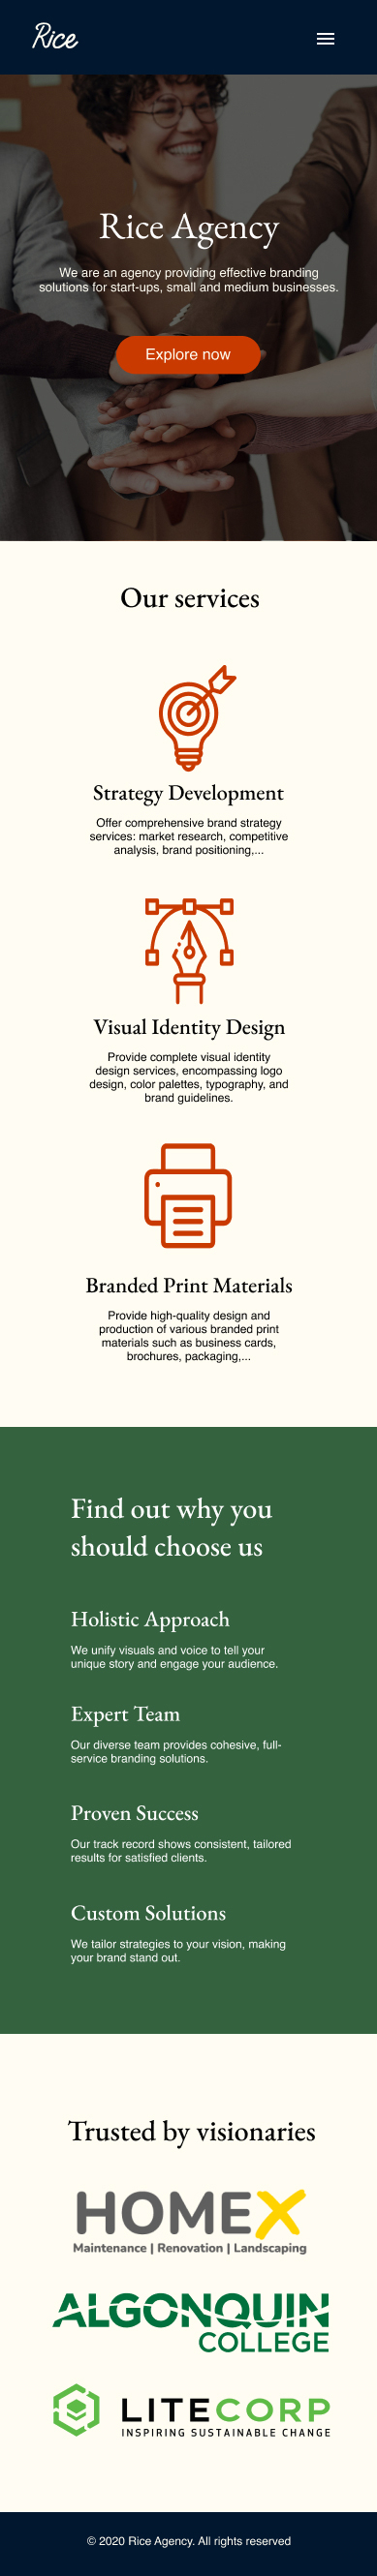 Rice
Rice Agency
We are an agency providing effective branding
solutions for start-ups, small and medium businesses.
Explore now
Our services
Strategy Development
Offer comprehensive brand strategy
services: market research, competitive
analysis, brand positioning,...
Visual Identity Design
Provide complete visual identity
design services, encompassing logo
design, color palettes, typography, and
brand guidelines.
Branded Print Materials
Provide high-quality design and
production of various branded print
materials such as business cards,
brochures, packaging,...
Find out why you
should choose us
Holistic Approach
We unify visuals and voice to tell your
unique story and engage your audience.
Expert Team
Our diverse team provides cohesive, full-
service branding solutions.
Proven Success
Our track record shows consistent, tailored
results for satisfied clients.
Custom Solutions
We tailor strategies to your vision, making
your brand stand out.
Trusted by visionaries
HOMEX
Maintenance | Renovation | Landscaping
ALGONQUIN
COLLEGE
LITECORP
INSPIRING SUSTAINABLE CHANGE
© 2020 Rice Agency. All rights reserved